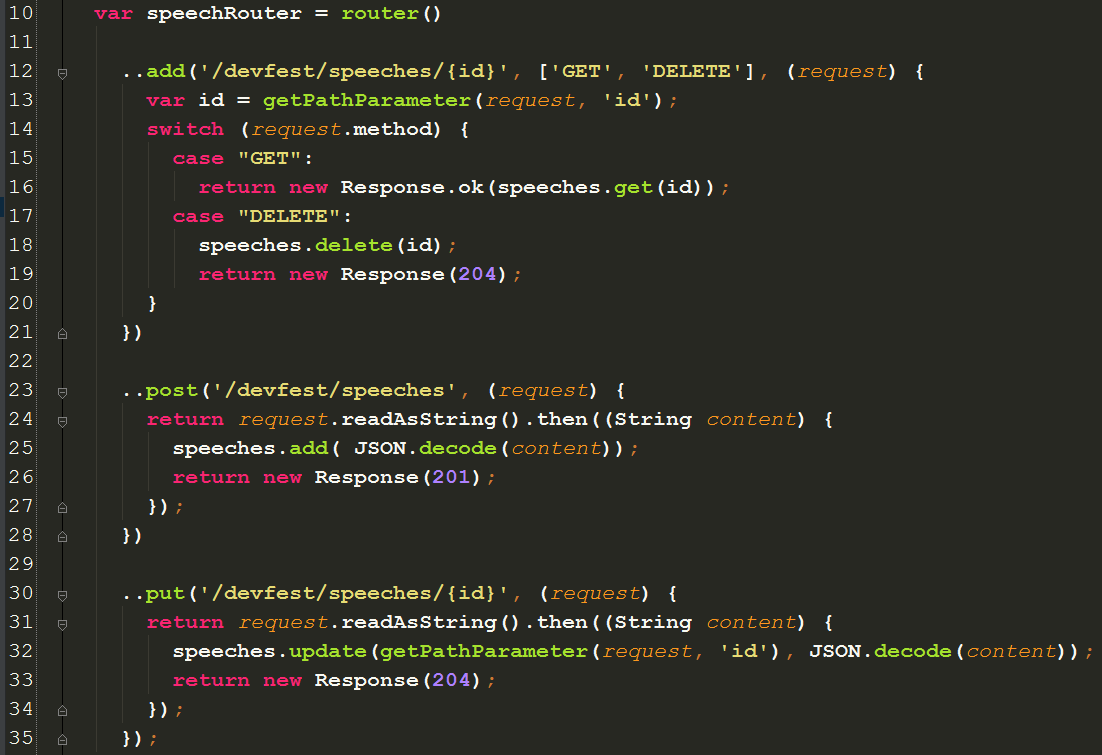 10 var speechRouter = router()
11
12 ..add('/devfest/speeches/{id}', ['GET', 'DELETE'], (request) {
13 var id = getPathParameter(request, 'id');
14 switch (request.method) {
15 case "GET":
16 return new Response.ok(speeches.get(id));
17 case "DELETE":
18 speeches.delete(id);
19 return new Response(204);
20 }
21 })
22
23 ..post('/devfest/speeches', (request) {
24 return request.readAsString().then((String content) {
25 speeches.add( JSON.decode(content));
26 return new Response(201);
27 });
28 })
29
30 ..put('/devfest/speeches/{id}', (request) {
31 return request.readAsString().then((String content) {
32 speeches.update(getPathParameter(request, 'id'), JSON.decode(content));
33 return new Response(204);
34 });
35 });